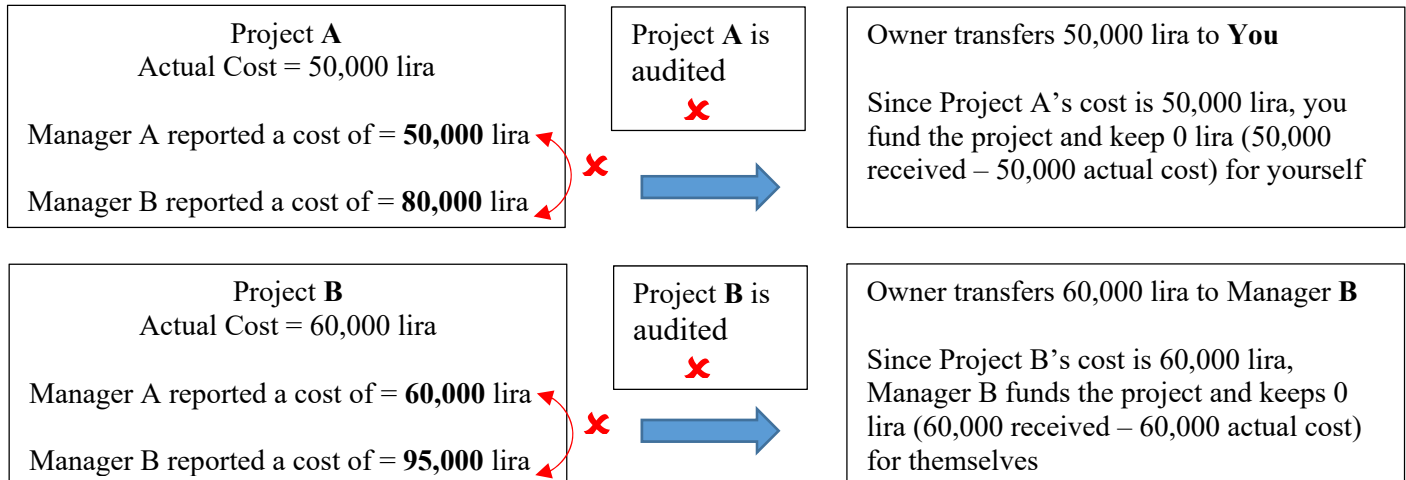 Project A
Actual Cost = 50,000 lira
Manager A reported a cost of = 50,000 lira
Manager B reported a cost of = 80,000 lira
Project A is
audited
Owner transfers 50,000 lira to You
Since Project A’s cost is 50,000 lira, you
fund the project and keep 0 lira (50,000
received – 50,000 actual cost) for yourself
Project B
Actual Cost = 60,000 lira
Manager A reported a cost of = 60,000 lira
Manager B reported a cost of = 95,000 lira
Project B is
audited
Owner transfers 60,000 lira to Manager B
Since Project B’s cost is 60,000 lira,
Manager B funds the project and keeps 0
lira (60,000 received – 60,000 actual cost)
for themselves